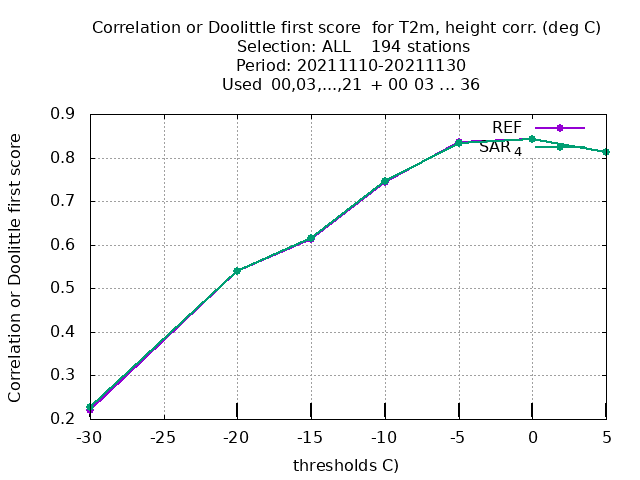 Correlation or Doolittle first score  for T2m, height corr. (deg C)
Selection: ALL    194 stations
Period: 20211110-20211130
Used  00,03,...,21  + 00 03 ... 36
Correlation or Doolittle first score
0.9
0.8
0.7
0.6
0.5
0.4
0.3
0.2
REF
SAR 4
-30 -25 -20 -15 -10 -5 0 5
thresholds C)